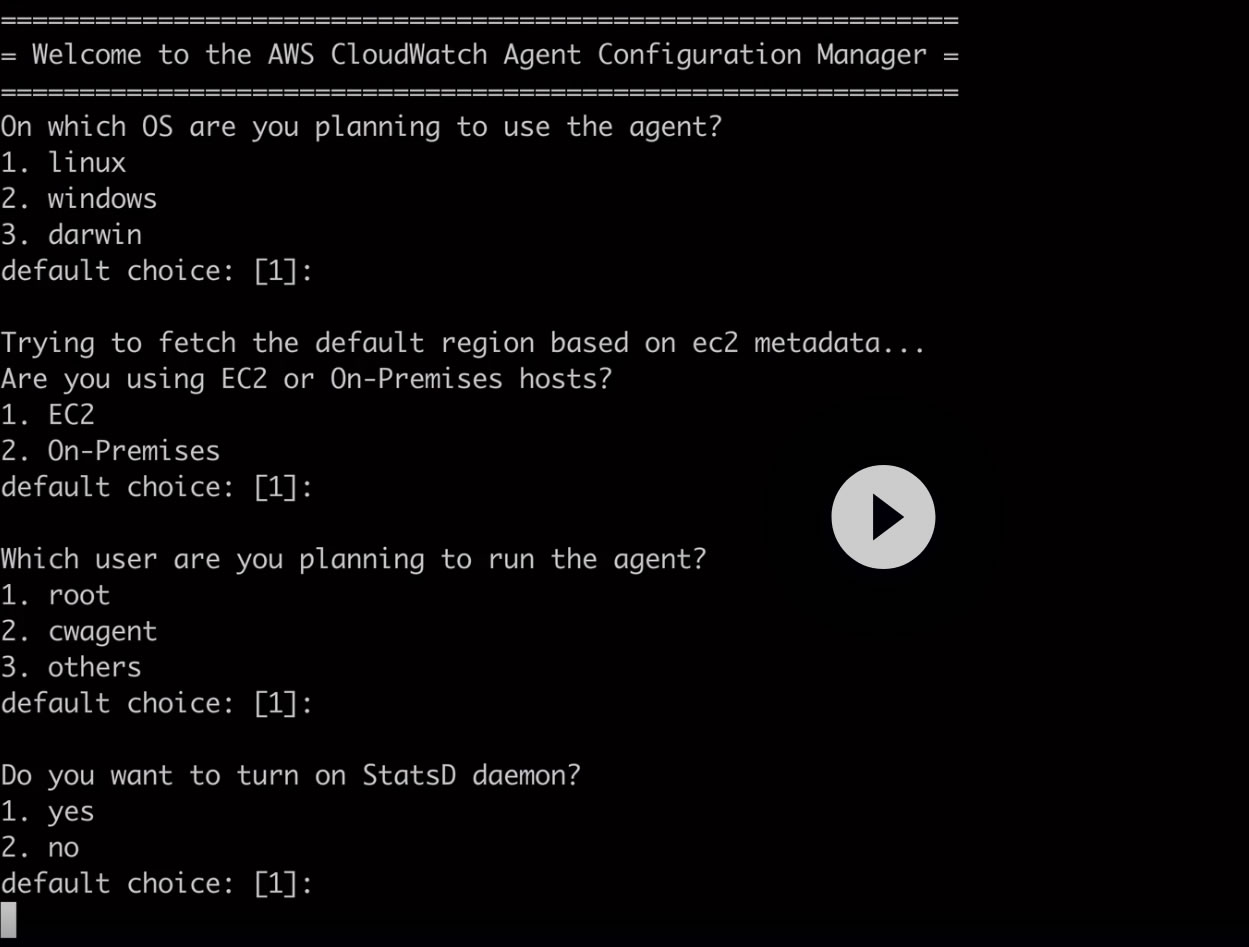 =============================================================
= Welcome to the AWS CloudWatch Agent Configuration Manager =
=============================================================
On which OS are you planning to use the agent?
1. linux
2. windows
3. darwin
default choice: [1]:
Trying to fetch the default region based on ec2 metadata...
Are you using EC2 or On-Premises hosts?
1. EC2
2. On-Premises
default choice: [1]:
Which user are you planning to run the agent?
1. root
2. cwagent
3. others
default choice: [1]:
Do you want to turn on StatsD daemon?
1. yes
2. no
default choice: [1]: